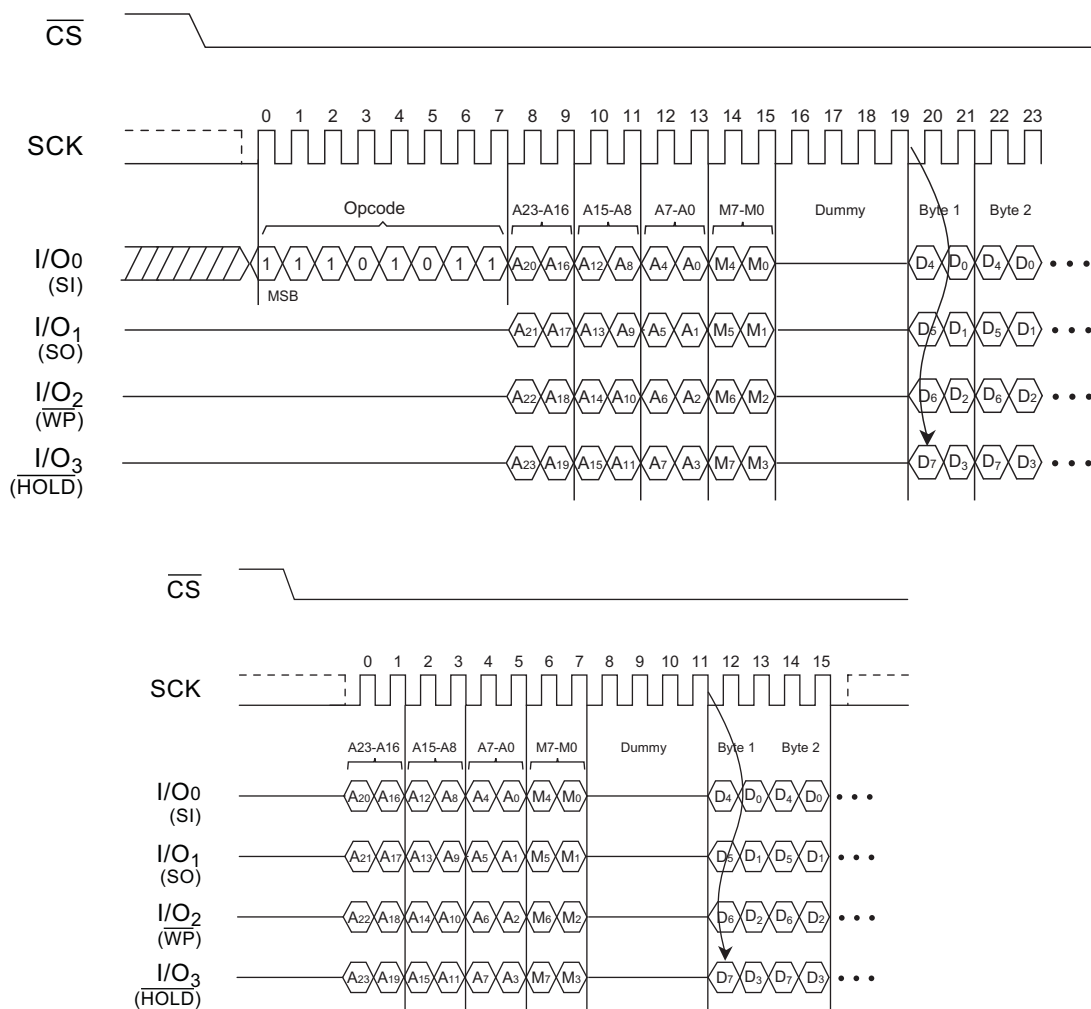 CS
0 1 2 3 4 5 6 7 8 9 10 11 12 13 14 15 16 17 18 19 20 21 22 23
SCK
Opcode A23-A16 A15-A8 A7-A0 M7-M0 Dummy Byte 1 Byte 2
I/O0 1 1 1 0 1 0 1 1 A20 A16 A12 A8 A4 A0 M4 M0 D4 D0 D4 D0 • • •
(SI) MSB
I/O1 A21 A17 A13 A9 A5 A1 M5 M1 D5 D1 D5 D1 • • •
(SO)
I/O2 A22 A18 A14 A10 A6 A2 M6 M2 D6 D2 D6 D2 • • •
(WP)
I/O3 A23 A19 A15 A11 A7 A3 M7 M3 D7 D3 D7 D3 • • •
(HOLD)
CS
0 1 2 3 4 5 6 7 8 9 10 11 12 13 14 15
SCK
A23-A16 A15-A8 A7-A0 M7-M0 Dummy Byte 1 Byte 2
I/O0 A20 A16 A12 A8 A4 A0 M4 M0 D4 D0 D4 D0 • • •
(SI)
I/O1 A21 A17 A13 A9 A5 A1 M5 M1 D5 D1 D5 D1 • • •
(SO)
I/O2 A22 A18 A14 A10 A6 A2 M6 M2 D6 D2 D6 D2 • • •
(WP)
I/O3 A23 A19 A15 A11 A7 A3 M7 M3 D7 D3 D7 D3 • • •
(HOLD)